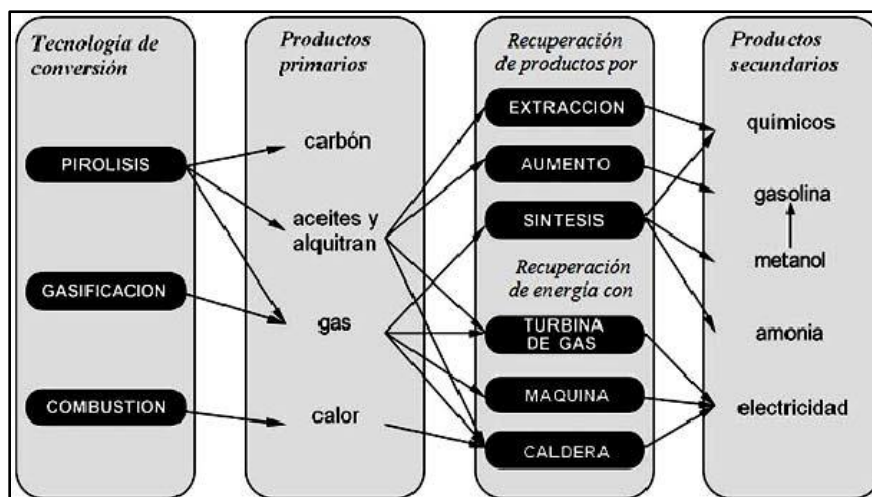 Tecnología de
conversión
PIROLISIS
GASIFICACION
COMBUSTION
Productos
primarios
carbón
aceites y
alquitran
gas
calor
Recuperación
de productos por
EXTRACCION
AUMENTO
SINTESIS
Recuperación
de energía con
TURBINA
DE GAS
MAQUINA
CALDERA
Productos
secundarios
químicos
gasolina
metanol
amonia
electricidad